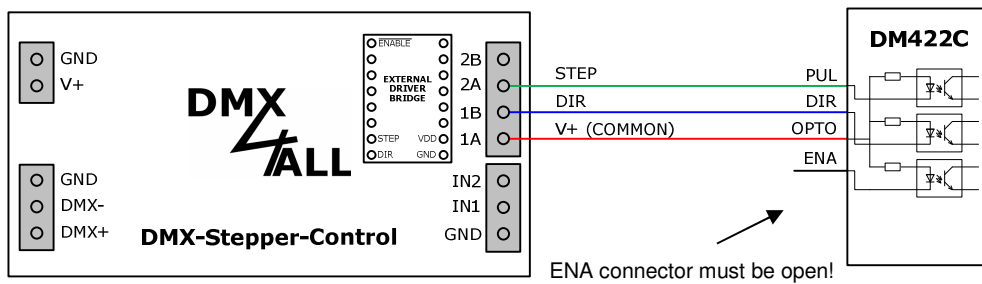 GND
V+
GND
DMX-
DMX+
DMX
4
ALL
DMX-Stepper-Control
ENABLE
EXTERNAL
DRIVER
BRIDGE
STEP VDD
DIR GND
2B
2A
1B
1A
IN2
IN1
GND
STEP
DIR
V+ (COMMON)
PUL
DIR
OPTO
ENA
DM422C
ENA connector must be open!